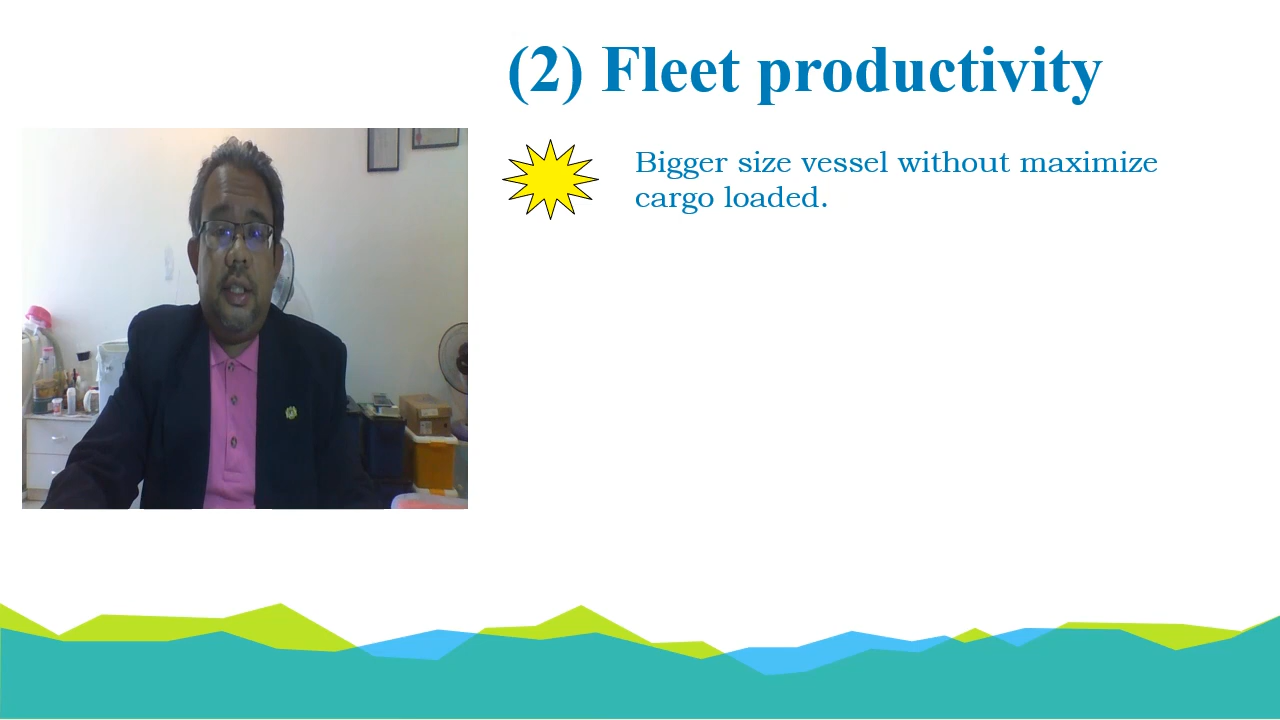 (2) Fleet productivity
Bigger size vessel without maximize
cargo loaded.